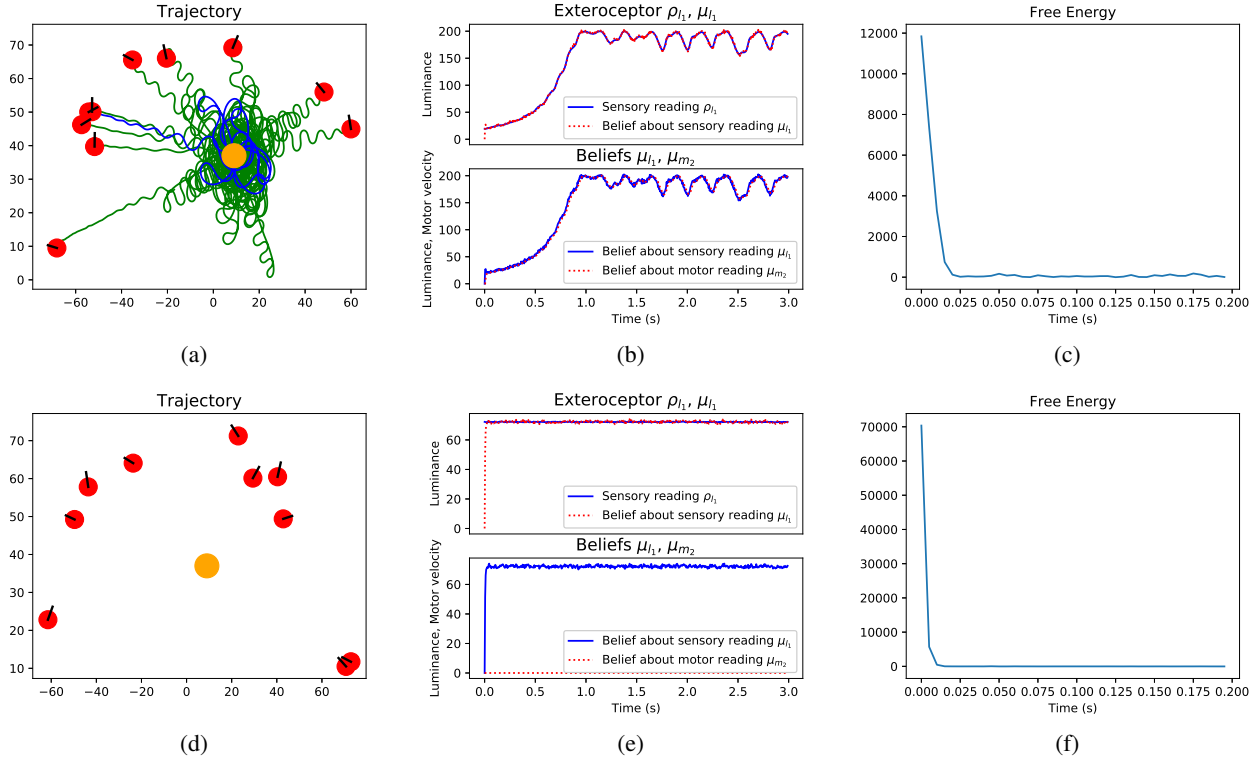 Trajectory
70
60
50
40
30
20
10
0
−60 −40 −20 0 20 40 60
(a)
Exteroceptor ρl₁, μl₁
Luminance
200
150
100
50
0
Sensory reading ρl₁
Belief about sensory reading μl₁
Beliefs μl₁, μm₂
Luminance, Motor velocity
200
150
100
50
0
Belief about sensory reading μl₁
Belief about motor reading μm₂
0.0 0.5 1.0 1.5 2.0 2.5 3.0
Time (s)
(b)
Free Energy
12000
10000
8000
6000
4000
2000
0
0.000 0.025 0.050 0.075 0.100 0.125 0.150 0.175 0.200
(c)
Trajectory
70
60
50
40
30
20
10
−60 −40 −20 0 20 40 60
(d)
Exteroceptor ρl₁, μl₁
Luminance
60
40
20
0
Sensory reading ρl₁
Belief about sensory reading μl₁
Beliefs μl₁, μm₂
Luminance, Motor velocity
60
40
20
0
Belief about sensory reading μl₁
Belief about motor reading μm₂
0.0 0.5 1.0 1.5 2.0 2.5 3.0
Time (s)
(e)
Free Energy
70000
60000
50000
40000
30000
20000
10000
0
0.000 0.025 0.050 0.075 0.100 0.125 0.150 0.175 0.200
(f)